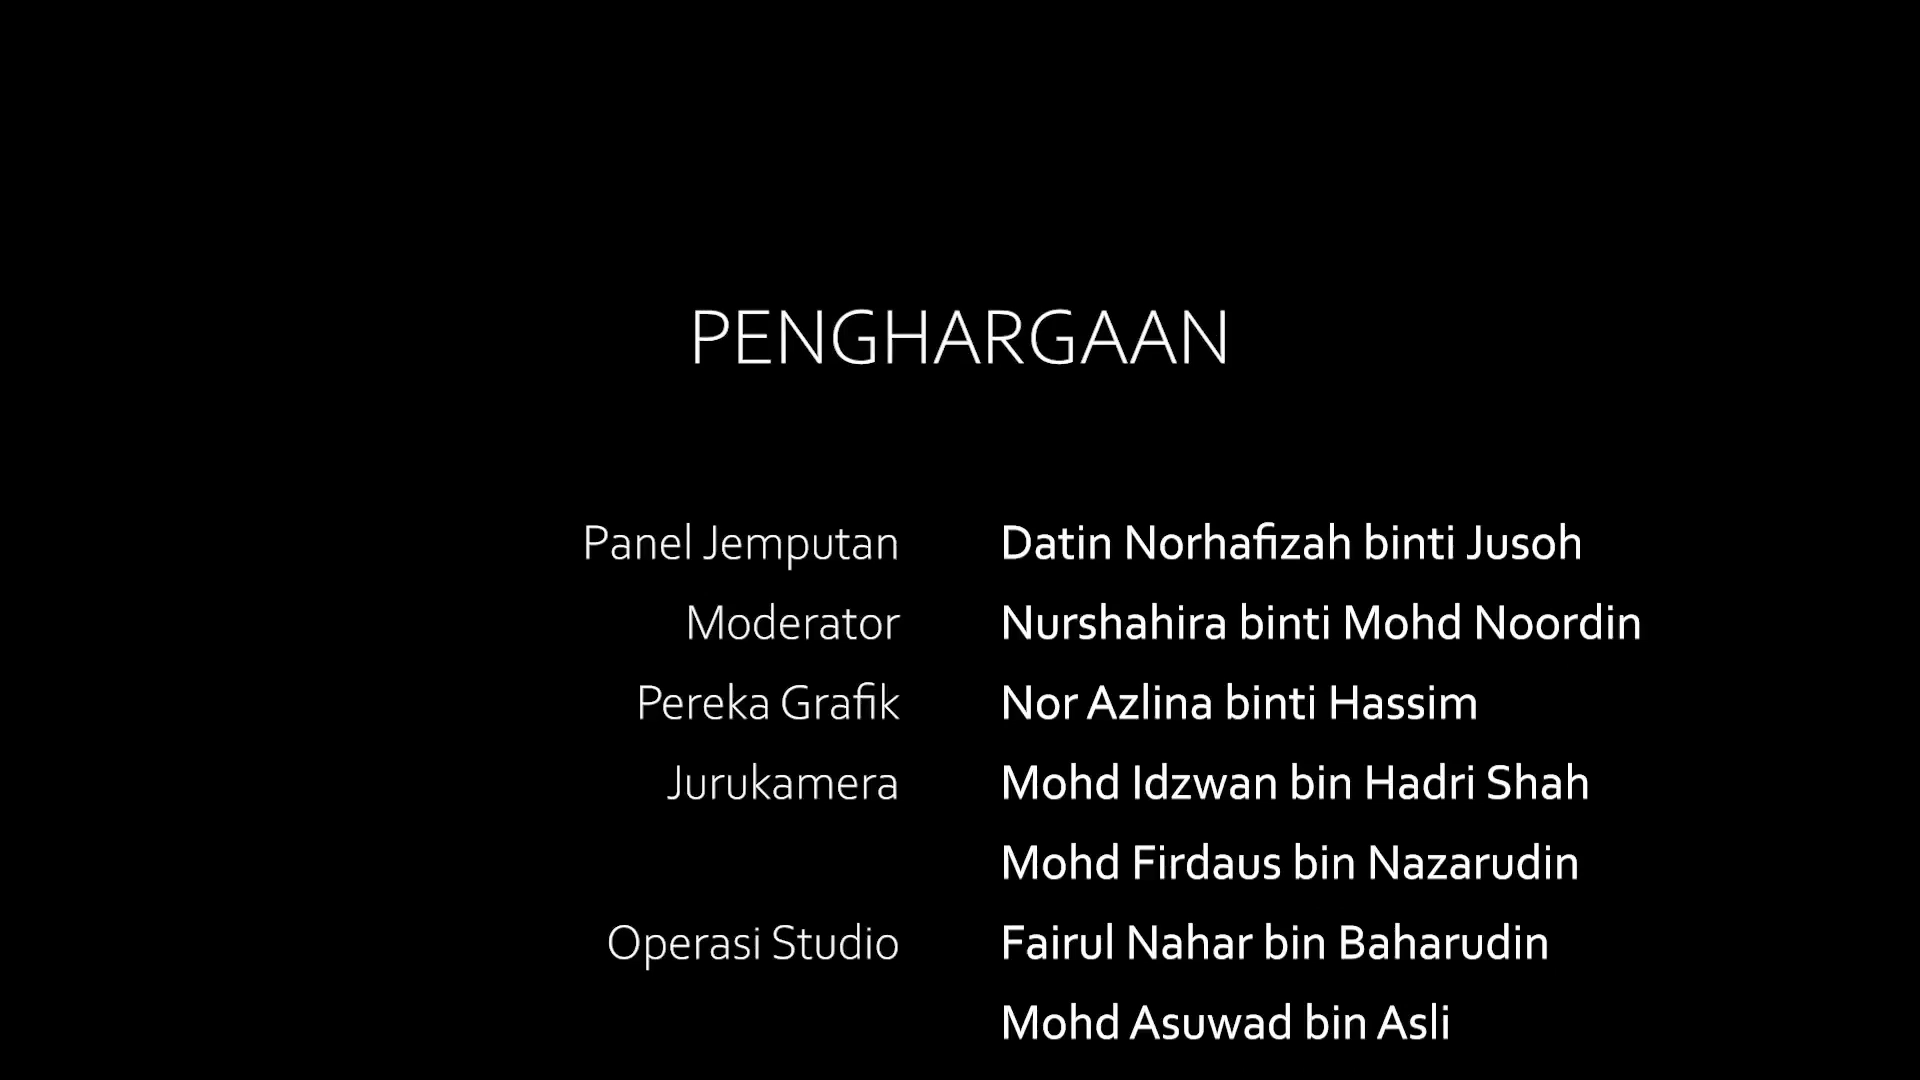 PENGHARGAAN
Panel Jemputan Datin Norhafizah binti Jusoh
Moderator Nurshahira binti Mohd Noordin
Pereka Grafik Nor Azlina binti Hassim
Jurukamera Mohd Idzwan bin Hadri Shah
Mohd Firdaus bin Nazarudin
Operasi Studio Fairul Nahar bin Baharudin
Mohd Asuwad bin Asli